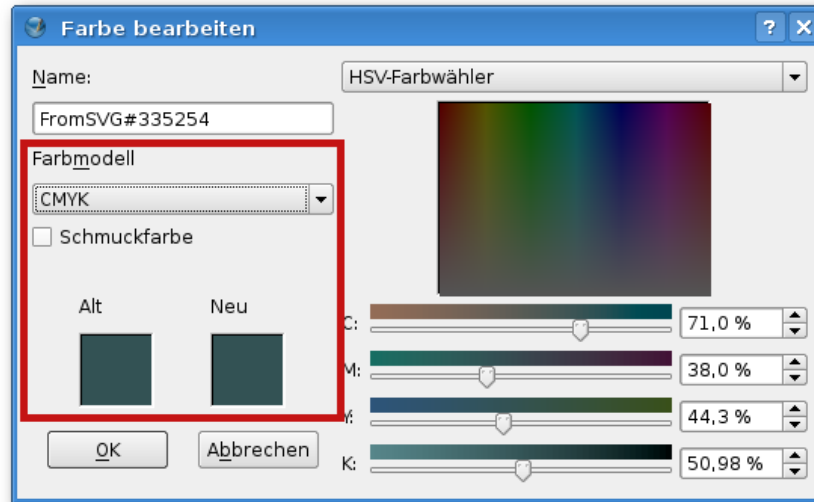 Farbe bearbeiten
?
Name:
HSV-Farbwähler
FromSVG#335254
Farbmodell
CMYK
Schmuckfarbe
Alt
Neu
C:
71,0 %
M:
38,0 %
Y:
44,3 %
K:
50,98 %
OK
Abbrechen